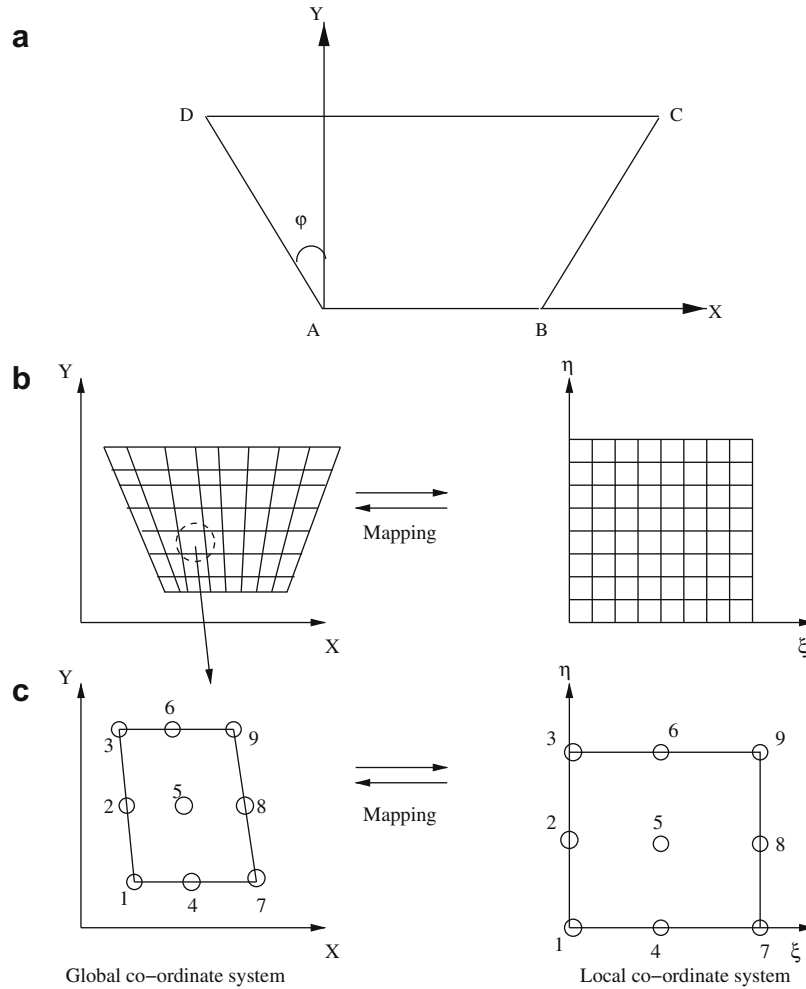 a
Y
D
C
φ
A
B
X
b
Y
η
Mapping
X
ξ
c
Y
η
3
6
9
2
5
8
1
4
7
X
Mapping
3
6
9
2
5
8
1
4
7
ξ
Global co-ordinate system
Local co-ordinate system